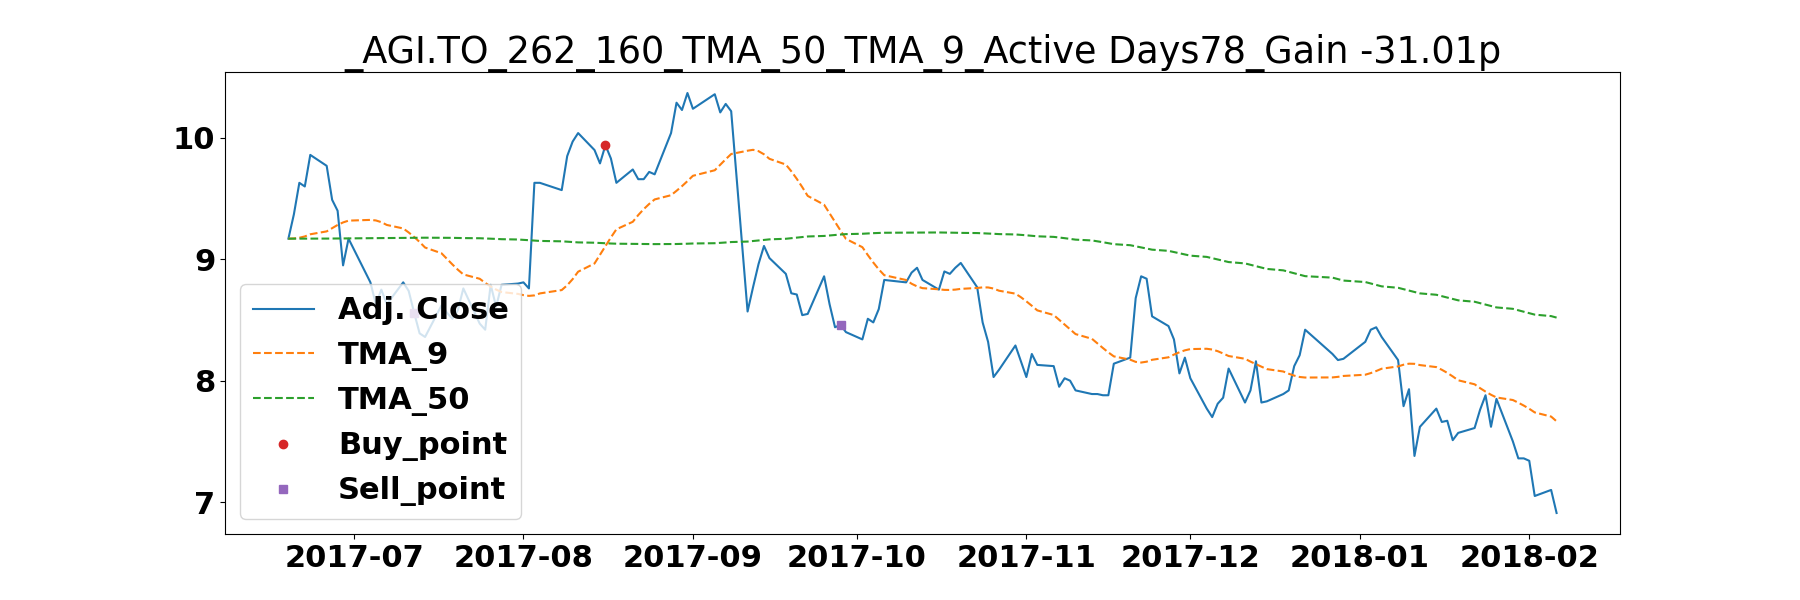 _AGI.TO_262_160_TMA_50_TMA_9_Active Days78_Gain -31.01p
10
9
8
7
Adj. Close
TMA_9
TMA_50
Buy_point
Sell_point
2017-07 2017-08 2017-09 2017-10 2017-11 2017-12 2018-01 2018-02